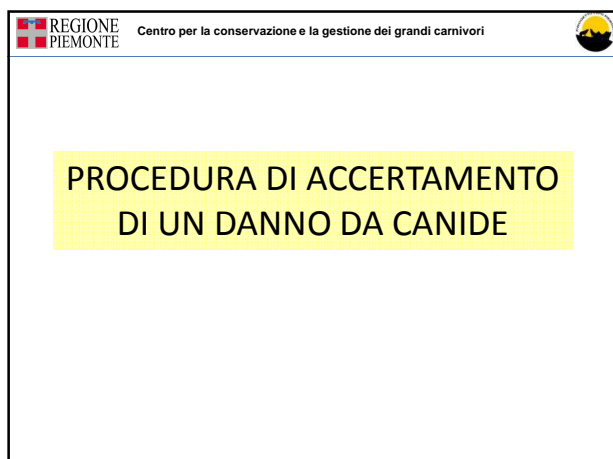 REGIONE
PIEMONTE
Centro per la conservazione e la gestione dei grandi carnivori
PROCEDURA DI ACCERTAMENTO
DI UN DANNO DA CANIDE